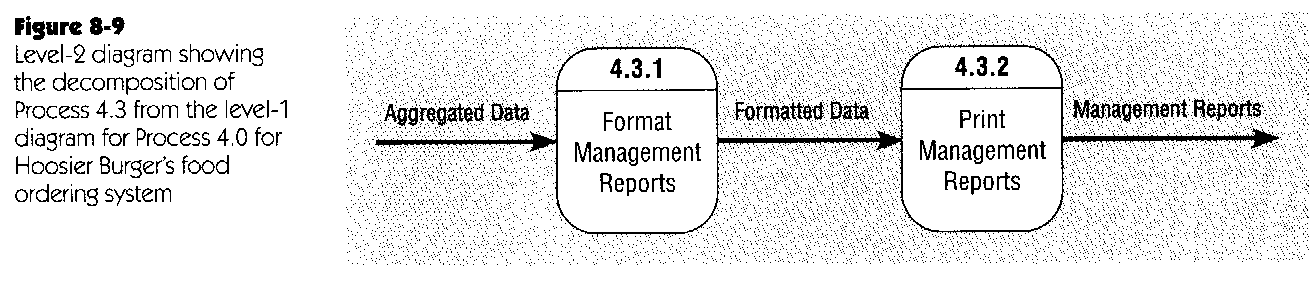 Figure 8-9
Level-2 diagram showing
the decomposition of
Process 4.3 from the level-1
diagram for Process 4.0 for
Hoosier Burger's food
ordering system
Aggregated Data
4.3.1
Format
Management
Reports
Formatted Data
4.3.2
Print
Management
Reports
Management Reports